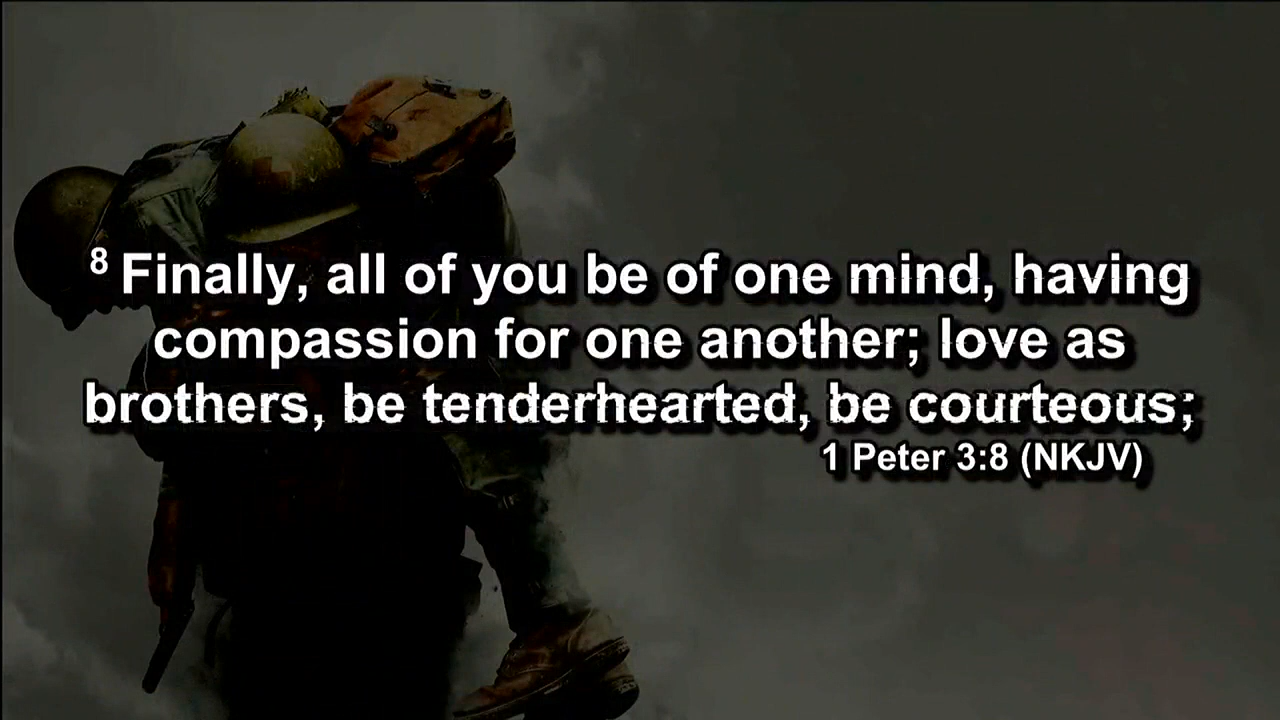 8 Finally, all of you be of one mind, having
compassion for one another; love as
brothers, be tenderhearted, be courteous;
1 Peter 3:8 (NKJV)